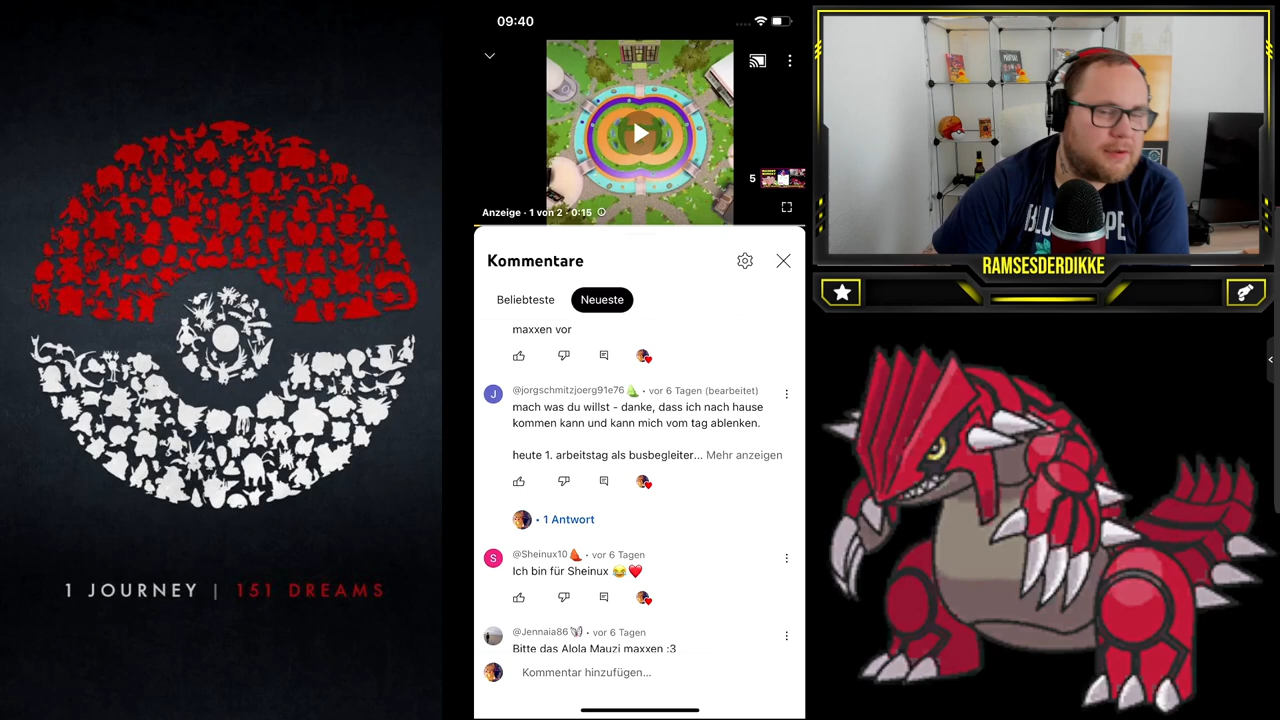 1 JOURNEY | 151 DREAMS
09:40
5
Anzeige · 1 von 2 · 0:15
Kommentare
Beliebteste
Neueste
maxxen vor
J
@jorgschmitzjoerg91e76 • vor 6 Tagen (bearbeitet)
mach was du willst - danke, dass ich nach hause
kommen kann und kann mich vom tag ablenken.
heute 1. arbeitstag als busbegleiter... Mehr anzeigen
• 1 Antwort
S
@Sheinux10 • vor 6 Tagen
Ich bin für Sheinux 😂❤️
@Jennaia86 • vor 6 Tagen
Bitte das Alola Mauzi maxxen :3
Kommentar hinzufügen...
RAMSESDERDIKKE